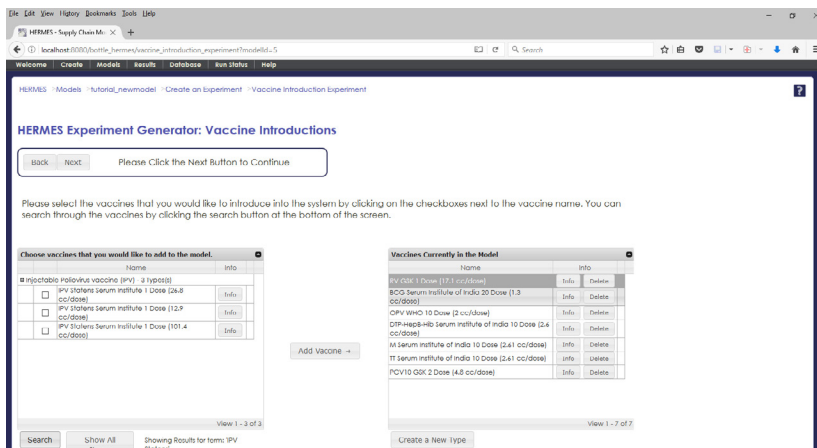 File Edit View History Bookmarks Tools Help
HERMES - Supply Chain Mo
localhost:8080/bottle_hermes/vaccine_introduction_experiment?modelId=5
Search
Welcome Create Models Results Database Run Status Help
HERMES >Models >tutorial_newmodel >Create an Experiment >Vaccine Introduction Experiment
?
HERMES Experiment Generator: Vaccine Introductions
Back Next Please Click the Next Button to Continue
Please select the vaccines that you would like to introduce into the system by clicking on the checkboxes next to the vaccine name. You can
search through the vaccines by clicking the search button at the bottom of the screen.
Choose vaccines that you would like to add to the model.
Name Info
Injectable Poliovirus vaccine (IPV) - 3 Types(s)
IPV Statens Serum Institute 1 Dose (26.8
cc/dose)
Info
IPV Statens Serum Institute 1 Dose (12.9
cc/dose)
Info
IPV Statens Serum Institute 1 Dose (101.4
cc/dose)
Info
View 1 - 3 of 3
Search Show All
Showing Results for term: 'IPV
Add Vaccine →
Vaccines Currently in the Model
Name Info
RV GSK 1 Dose (17.1 cc/dose) Info Delete
BCG Serum Institute of India 20 Dose (1.3
cc/dose)
Info Delete
OPV WHO 10 Dose (2 cc/dose) Info Delete
DTP-HepB-Hib Serum Institute of India 10 Dose (2.6
cc/dose)
Info Delete
M Serum Institute of India 10 Dose (2.61 cc/dose) Info Delete
TT Serum Institute of India 10 Dose (2.61 cc/dose) Info Delete
PCV10 GSK 2 Dose (4.8 cc/dose) Info Delete
View 1 - 7 of 7
Create a New Type